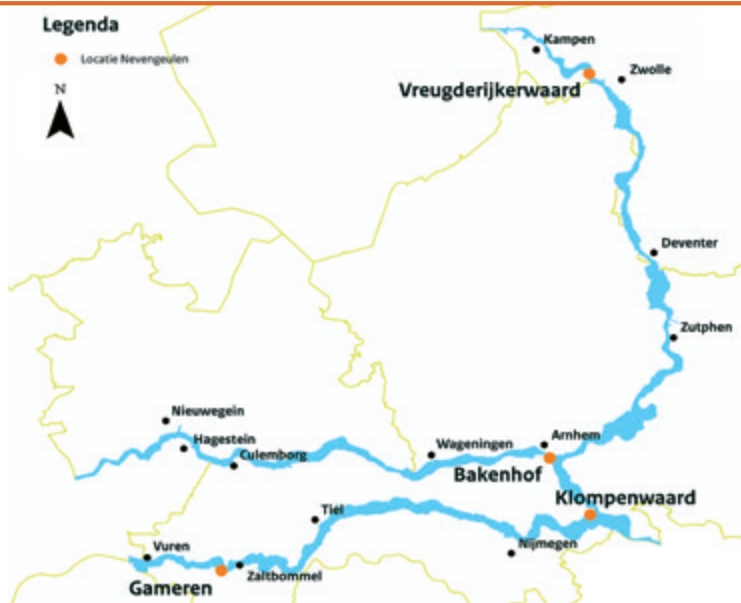 Legenda
Locatie Nevengeulen
N
Kampen
Zwolle
Vreugderijkerwaard
Deventer
Zutphen
Nieuwegein
Hagestein
Culemborg
Wageningen
Arnhem
Bakenhof
Klompenwaard
Tiel
Nijmegen
Vuren
Zaltbommel
Gameren